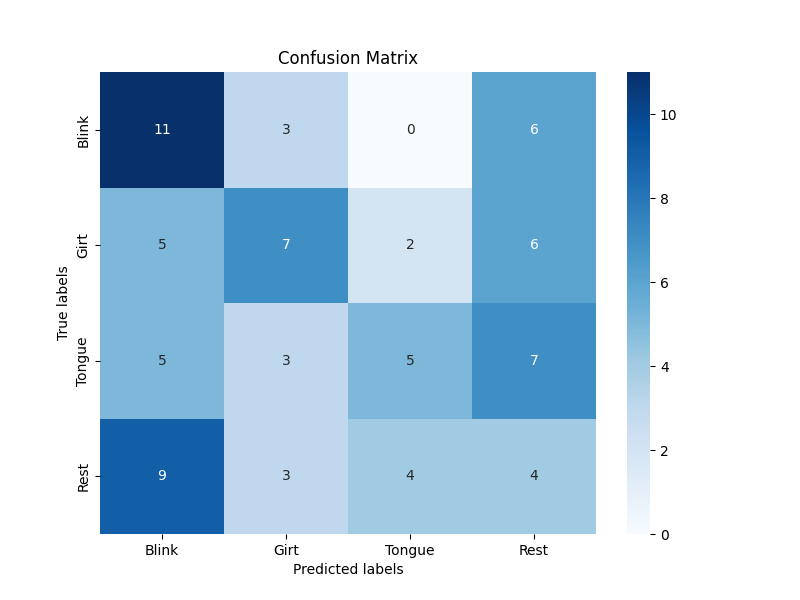 Confusion Matrix
True labels
Blink
11 3 0 6
Girt
5 7 2 6
Tongue
5 3 5 7
Rest
9 3 4 4
Blink Girt Tongue Rest
Predicted labels
10
8
6
4
2
0